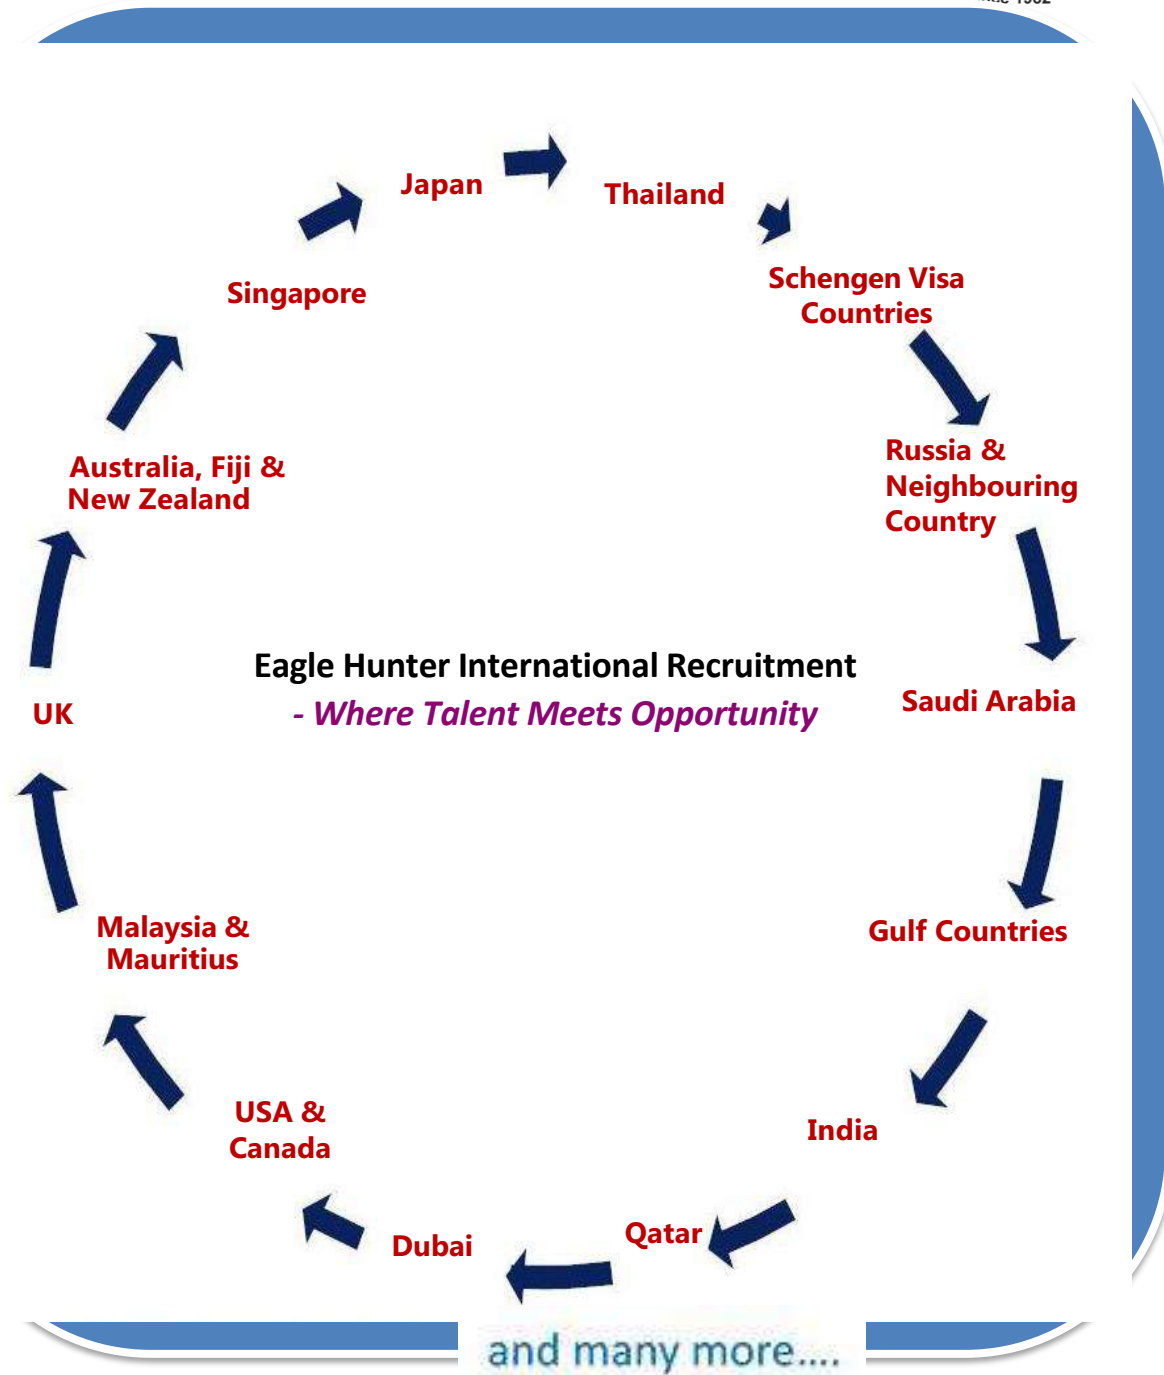 1982
Japan
Thailand
Singapore
Schengen Visa
Countries
Australia, Fiji &
New Zealand
Russia &
Neighbouring
Country
Eagle Hunter International Recruitment
- Where Talent Meets Opportunity
UK
Saudi Arabia
Malaysia &
Mauritius
Gulf Countries
USA &
Canada
India
Dubai
Qatar
and many more....